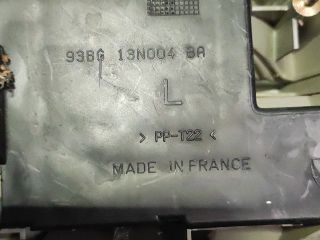 93BG 13N004 BA
L
> PP-T22 <
MADE IN FRANCE